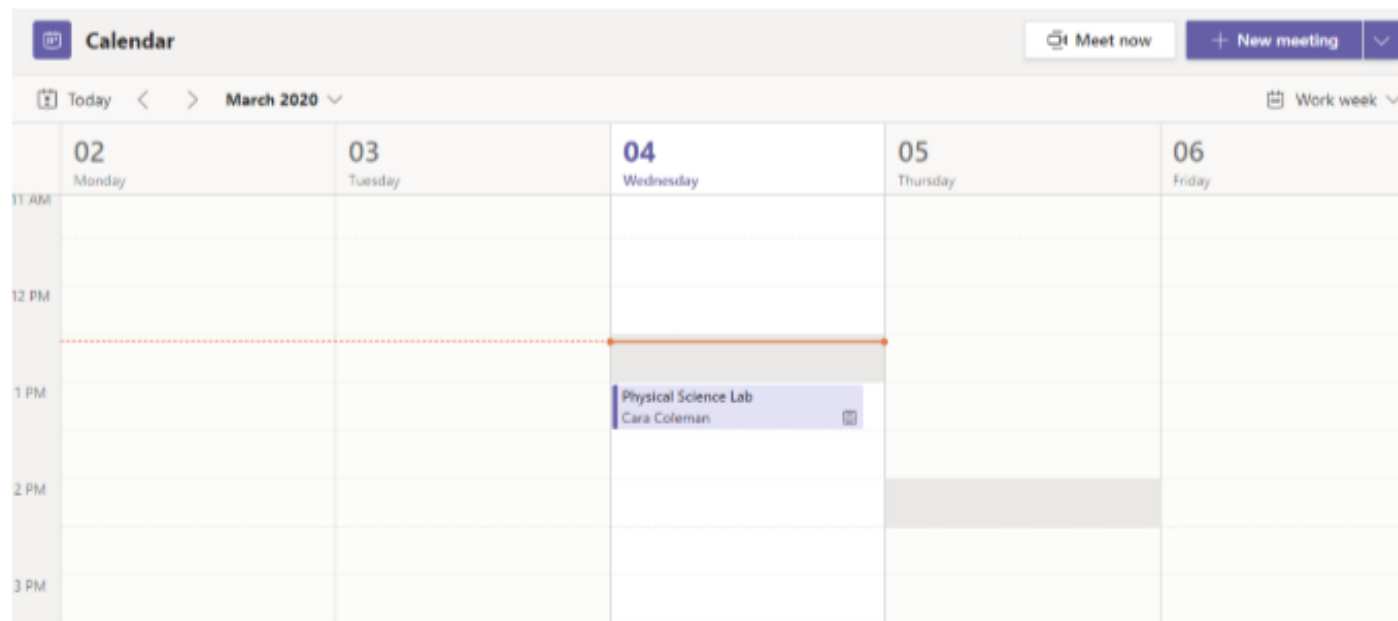 Calendar
Meet now
+ New meeting
Today
March 2020
Work week
02
Monday
03
Tuesday
04
Wednesday
05
Thursday
06
Friday
11 AM
12 PM
1 PM
Physical Science Lab
Cara Coleman
2 PM
3 PM